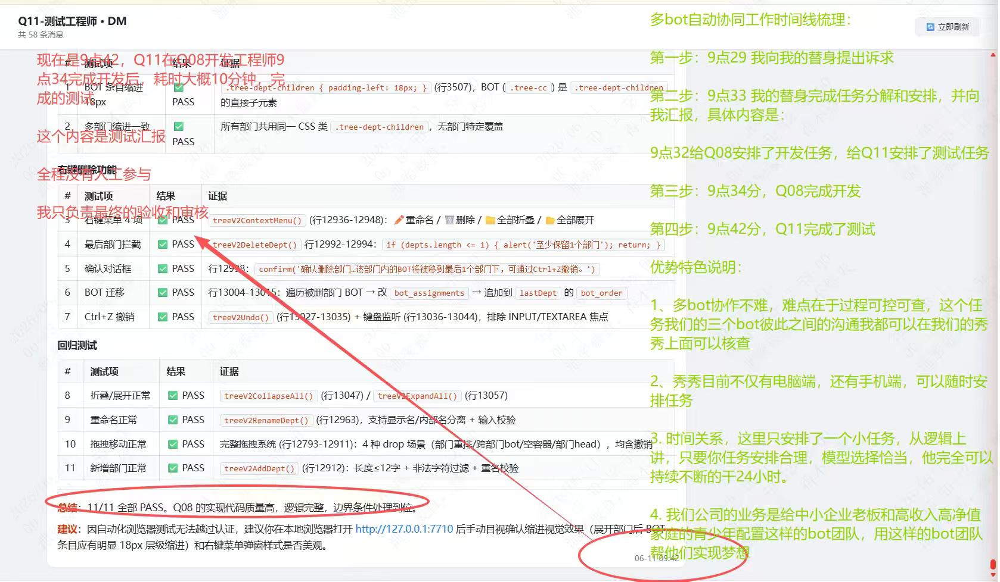 Q11-测试工程师 • DM
共 58 条消息
立即刷新
现在是9点42，Q11在Q08开发工程师9
点34完成开发后，耗时大概10分钟，完
成的测试
这个内容是测试汇报
全程没有人工参与
我只负责最终的验收和审核
# 测试项 结果 证据
1 BOT 条目缩进 18px ✅ PASS .tree-dept-children { padding-left: 18px; } (行3507)，BOT ( .tree-cc ) 是 .tree-dept-children 的直接子元素
2 多部门缩进一致 ✅ PASS 所有部门共用同一 CSS 类 .tree-dept-children ，无部门特定覆盖
右键删除功能
# 测试项 结果 证据
3 右键菜单 4 项 ✅ PASS treeV2ContextMenu() (行12936-12948)：✏️重命名 / 🗑️删除 / 📁全部折叠 / 📁全部展开
4 最后部门拦截 ✅ PASS treeV2DeleteDept() 行12992-12994： if (depts.length <= 1) { alert('至少保留1个部门'); return; }
5 确认对话框 ✅ PASS 行12998： confirm('确认删除部门…该部门内的BOT将被移到最后1个部门下，可通过Ctrl+Z撤销。')
6 BOT 迁移 ✅ PASS 行13004-13015：遍历被删部门 BOT → 改 bot_assignments → 追加到 lastDept 的 bot_order
7 Ctrl+Z 撤销 ✅ PASS treeV2Undo() (行13027-13035) + 键盘监听 (行13036-13044)，排除 INPUT/TEXTAREA 焦点
回归测试
# 测试项 结果 证据
8 折叠/展开正常 ✅ PASS treeV2CollapseAll() (行13047) / treeV2ExpandAll() (行13057)
9 重命名正常 ✅ PASS treeV2RenameDept() (行12963)，支持显示名/内部名分离 + 输入校验
10 拖拽移动正常 ✅ PASS 完整拖拽系统 (行12793-12911)：4 种 drop 场景（部门重排/跨部门bot/空容器/部门head），均含撤销
11 新增部门正常 ✅ PASS treeV2AddDept() (行12912)：长度≤12字 + 非法字符过滤 + 重名校验
总结：11/11 全部 PASS。Q08 的实现代码质量高，逻辑完整，边界条件处理到位。
建议：因自动化浏览器测试无法越过认证，建议你在本地浏览器打开 http://127.0.0.1:7710 后手动目视确认缩进视觉效果（展开部门后 BOT
条目应有明显 18px 层级缩进）和右键菜单弹窗样式是否美观。
06-11 09:42
多bot自动协同工作时间线梳理：
第一步：9点29 我向我的替身提出诉求
第二步：9点33 我的替身完成任务分解和安排，并向
我汇报，具体内容是：
9点32给Q08安排了开发任务，给Q11安排了测试任务
第三步：9点34分，Q08完成开发
第四步：9点42分，Q11完成了测试
优势特色说明：
1、多bot协作不难，难点在于过程可控可查，这个任
务我们的三个bot彼此之间的沟通我都可以在我们的秀
秀上面可以核查
2、秀秀目前不仅有电脑端，还有手机端，可以随时安
排任务
3. 时间关系，这里只安排了一个小任务，从逻辑上
讲，只要你任务安排合理，模型选择恰当，他完全可以
持续不断的干24小时。
4. 我们公司的业务是给中小企业老板和高收入高净值
家庭的青少年配置这样的bot团队，用这样的bot团队
帮他们实现梦想